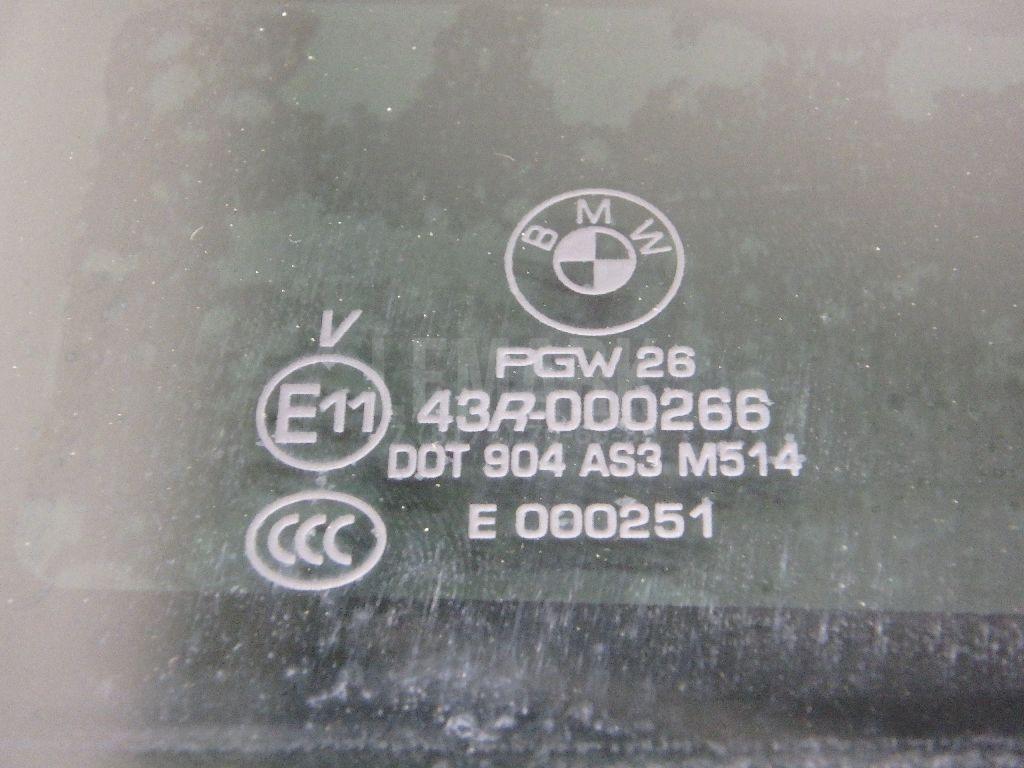 BMW
V
PGW 26
E11 43R-000266
DOT 904 AS3 M514
CCC E 000251